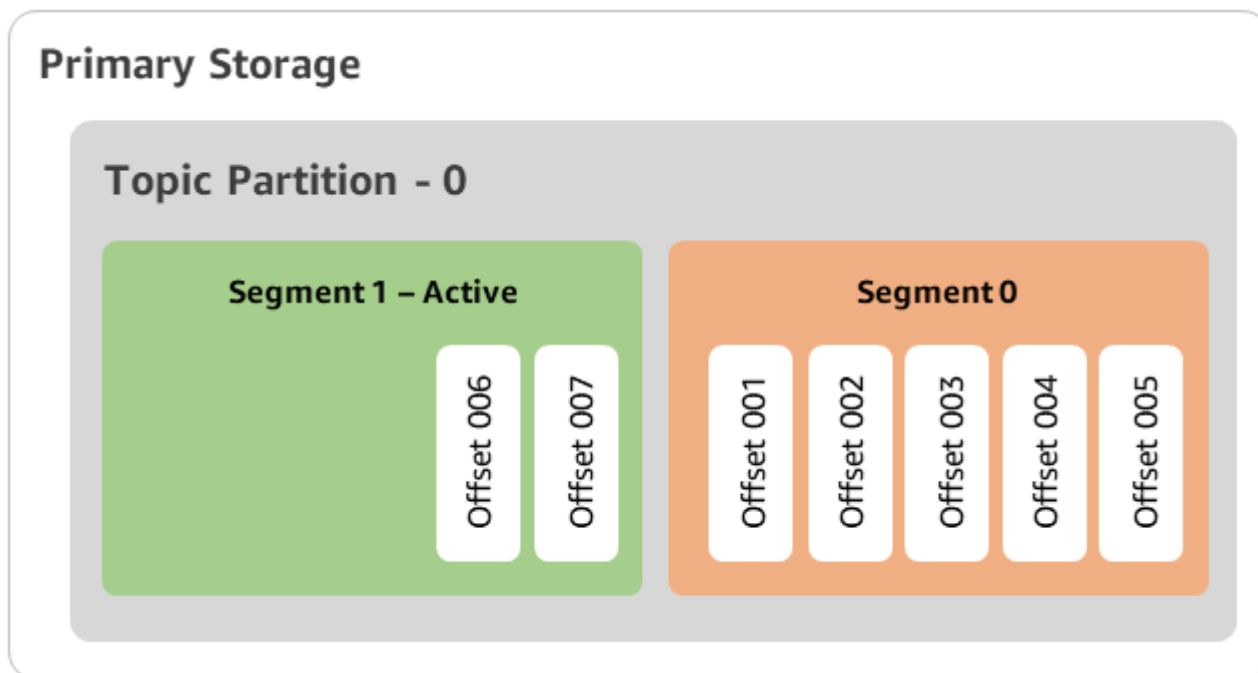 Primary Storage
Topic Partition - 0
Segment 1 – Active
Offset 006
Offset 007
Segment 0
Offset 001
Offset 002
Offset 003
Offset 004
Offset 005